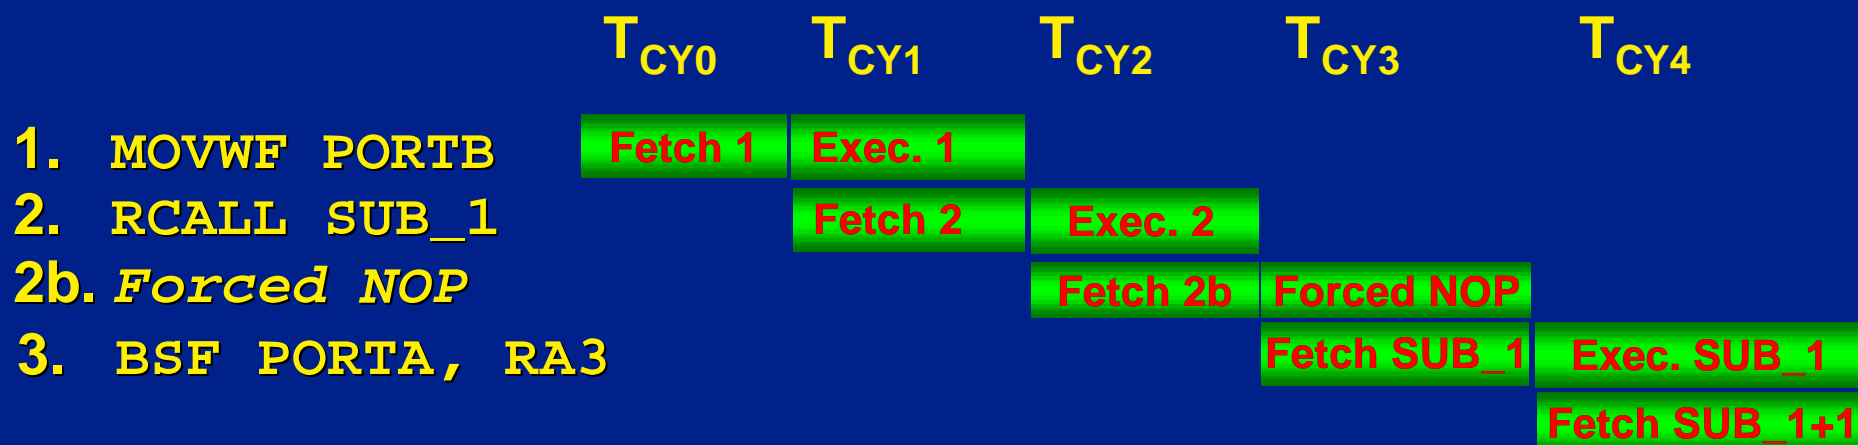 TCY0 TCY1 TCY2 TCY3 TCY4
1. MOVWF PORTB Fetch 1 Exec. 1
2. RCALL SUB_1 Fetch 2 Exec. 2
2b. Forced NOP Fetch 2b Forced NOP
3. BSF PORTA, RA3 Fetch SUB_1 Exec. SUB_1
Fetch SUB_1+1